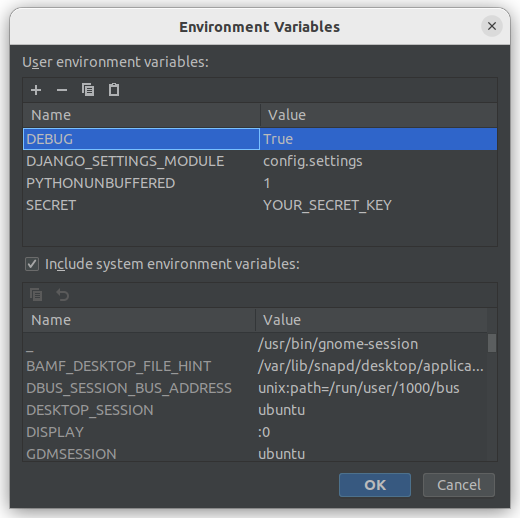 Environment Variables
User environment variables:
Name Value
DEBUG True
DJANGO_SETTINGS_MODULE config.settings
PYTHONUNBUFFERED 1
SECRET YOUR_SECRET_KEY
Include system environment variables:
Name Value
_ /usr/bin/gnome-session
BAMF_DESKTOP_FILE_HINT /var/lib/snapd/desktop/applica...
DBUS_SESSION_BUS_ADDRESS unix:path=/run/user/1000/bus
DESKTOP_SESSION ubuntu
DISPLAY :0
GDMSESSION ubuntu
OK Cancel